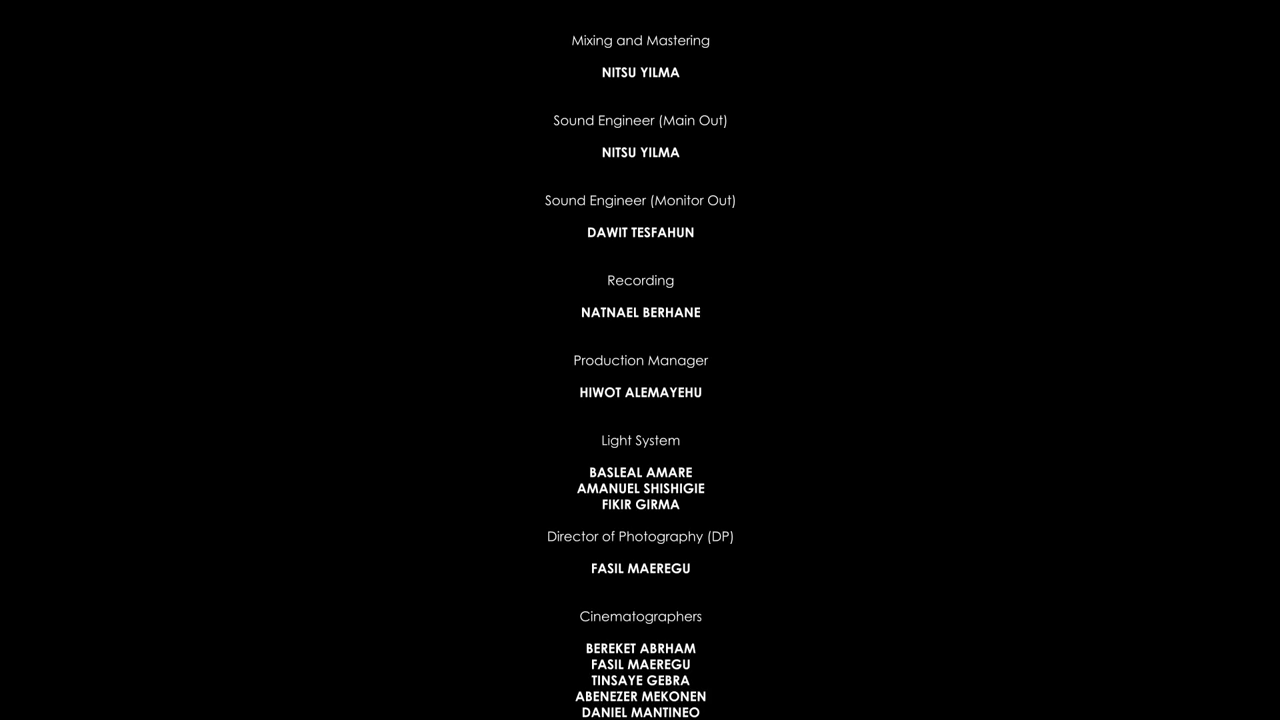 Mixing and Mastering
NITSU YILMA
Sound Engineer (Main Out)
NITSU YILMA
Sound Engineer (Monitor Out)
DAWIT TESFAHUN
Recording
NATNAEL BERHANE
Production Manager
HIWOT ALEMAYEHU
Light System
BASLEAL AMARE
AMANUEL SHISHIGIE
FIKIR GIRMA
Director of Photography (DP)
FASIL MAEREGU
Cinematographers
BEREKET ABRHAM
FASIL MAEREGU
TINSAYE GEBRA
ABENEZER MEKONEN
DANIEL MANTINEO